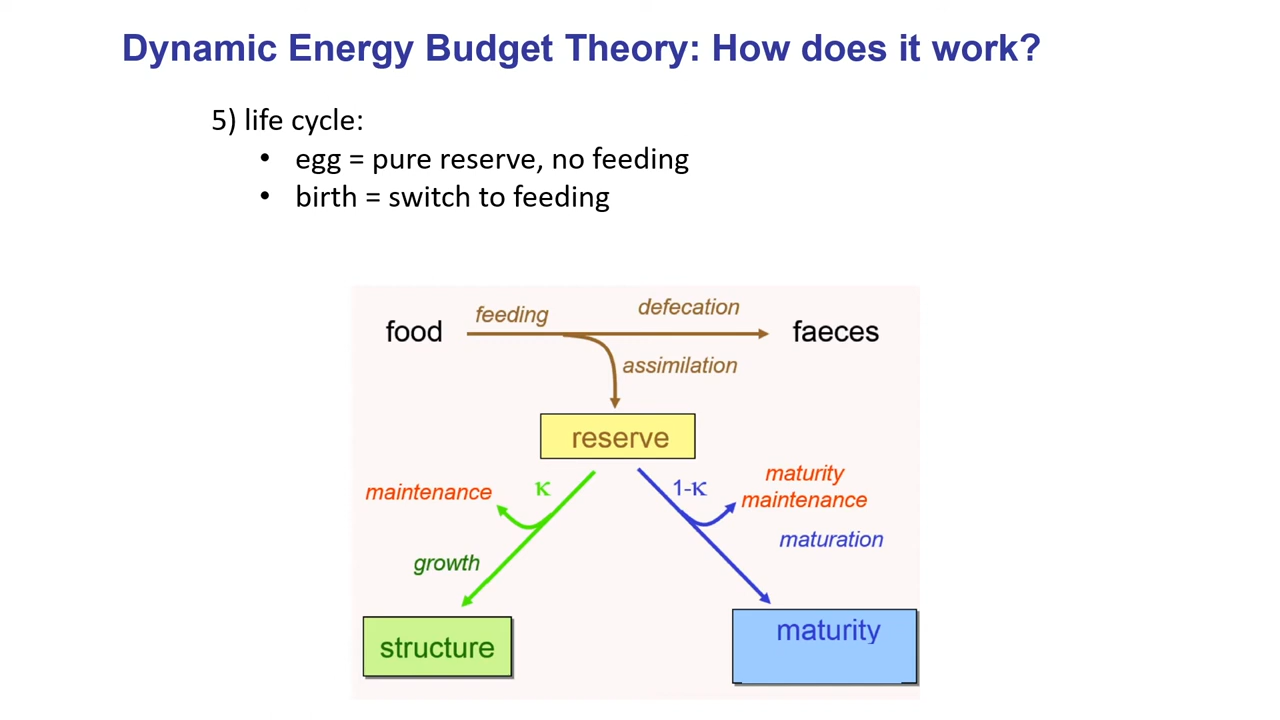 Dynamic Energy Budget Theory: How does it work?
5) life cycle:
• egg = pure reserve, no feeding
• birth = switch to feeding
feeding
defecation
food
faeces
assimilation
reserve
maintenance
κ
1-κ
maturity
maintenance
growth
maturation
structure
maturity